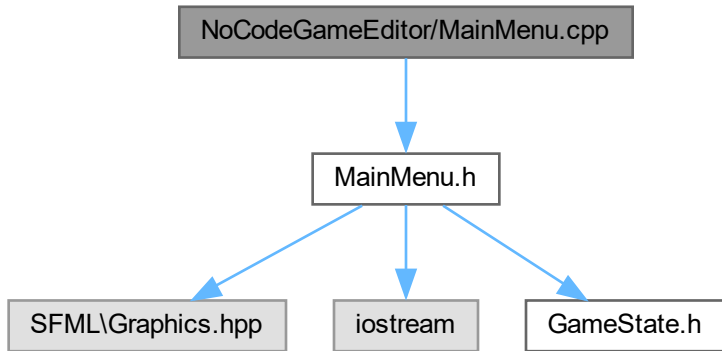 NoCodeGameEditor/MainMenu.cpp
MainMenu.h
SFML\Graphics.hpp
iostream
GameState.h